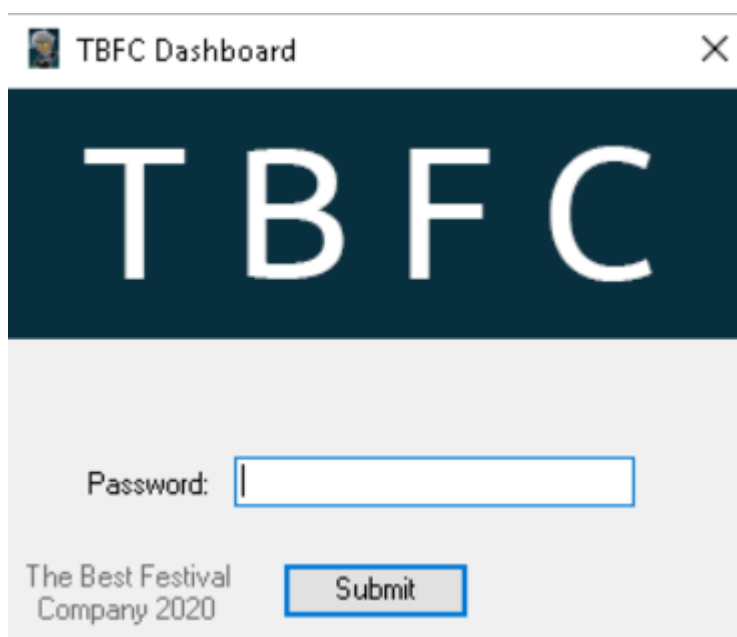 TBFC Dashboard
T B F C
Password:
The Best Festival
Company 2020
Submit